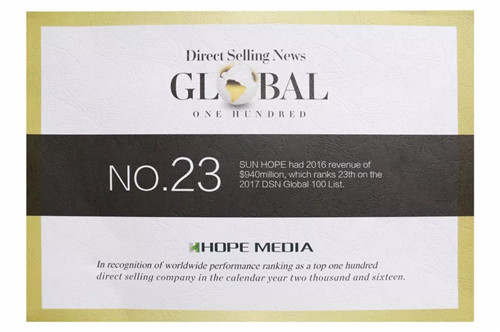 Direct Selling News
GLOBAL
ONE HUNDRED
NO.23
SUN HOPE had 2016 revenue of
$940million, which ranks 23th on the
2017 DSN Global 100 List.
HOPE MEDIA
In recognition of worldwide performance ranking as a top one hundred
direct selling company in the calendar year two thousand and sixteen.